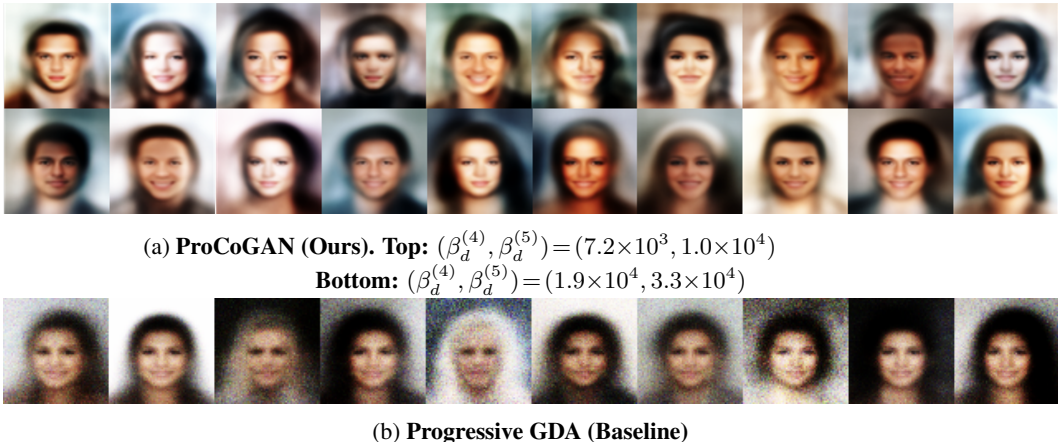 (a) ProCoGAN (Ours). Top: (β_d^{(4)}, β_d^{(5)}) = (7.2×10^3, 1.0×10^4)
Bottom: (β_d^{(4)}, β_d^{(5)}) = (1.9×10^4, 3.3×10^4)
(b) Progressive GDA (Baseline)